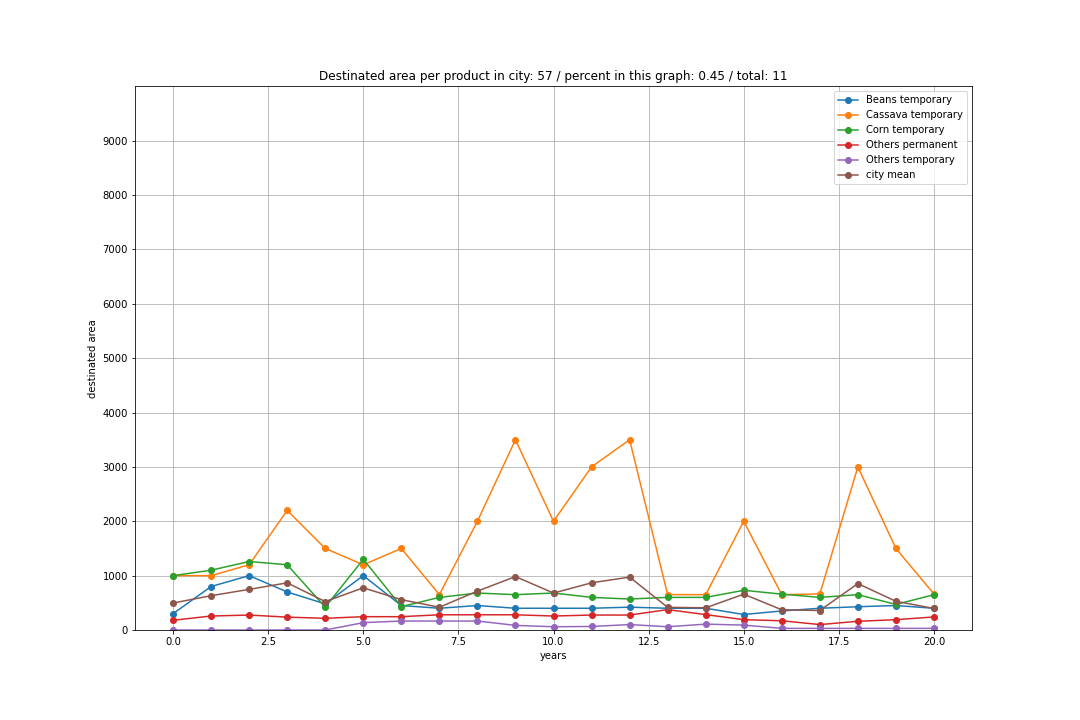 Destinated area per product in city: 57 / percent in this graph: 0.45 / total: 11
Beans temporary
Cassava temporary
Corn temporary
Others permanent
Others temporary
city mean
9000
8000
7000
6000
5000
4000
3000
2000
1000
0
destinated area
0.0 2.5 5.0 7.5 10.0 12.5 15.0 17.5 20.0
years